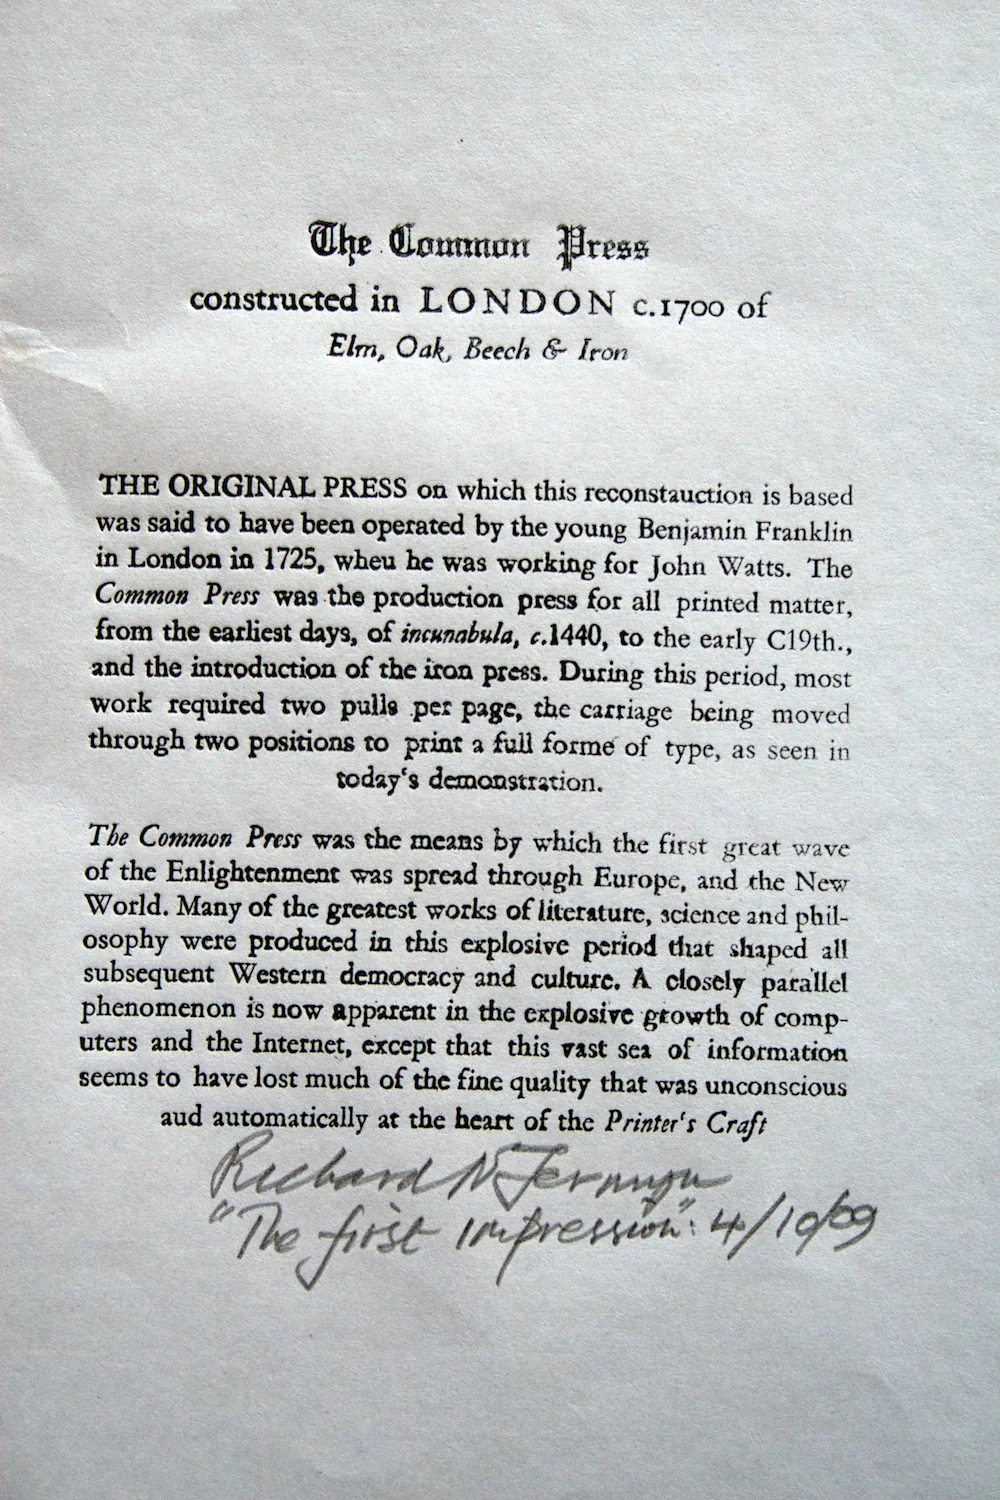 The Common Press
constructed in LONDON c.1700 of
Elm, Oak, Beech & Iron
THE ORIGINAL PRESS on which this reconstauction is based
was said to have been operated by the young Benjamin Franklin
in London in 1725, wheu he was working for John Watts. The
Common Press was the production press for all printed matter,
from the earliest days, of incunabula, c.1440, to the early C19th.,
and the introduction of the iron press. During this period, most
work required two pulls per page, the carriage being moved
through two positions to print a full forme of type, as seen in
today's demonstration.
The Common Press was the means by which the first great wave
of the Enlightenment was spread through Europe, and the New
World. Many of the greatest works of literature, science and phil-
osophy were produced in this explosive period that shaped all
subsequent Western democracy and culture. A closely parallel
phenomenon is now apparent in the explosive growth of comp-
uters and the Internet, except that this vast sea of information
seems to have lost much of the fine quality that was unconscious
aud automatically at the heart of the Printer's Craft
Richard N
"The first impression": 4/10/09